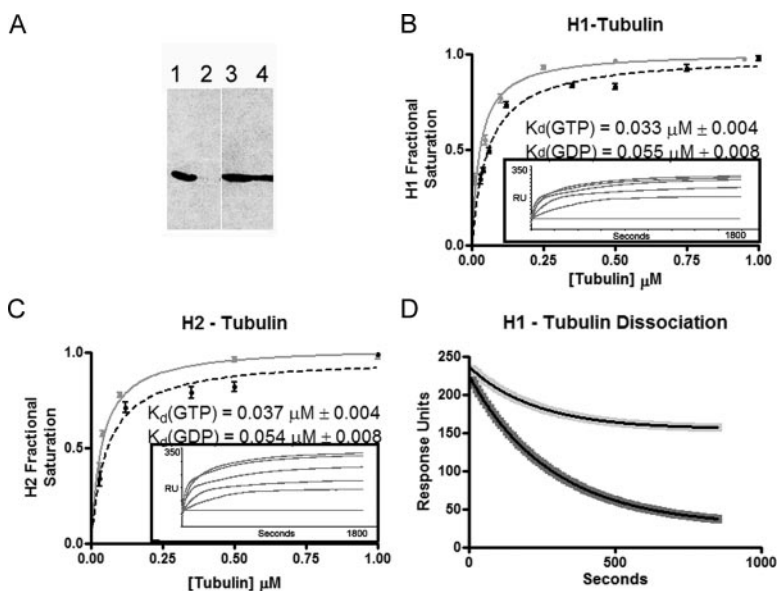 A
1 2 3 4
B
H1-Tubulin
H1 Fractional
Saturation
1.0
0.5
0.0
Kd(GTP) = 0.033 µM ± 0.004
Kd(GDP) = 0.055 µM + 0.008
350
RU
Seconds
1800
0.00 0.25 0.50 0.75 1.00
[Tubulin] µM
C
H2 - Tubulin
H2 Fractional
Saturation
1.0
0.5
0.0
Kd(GTP) = 0.037 µM ± 0.004
Kd(GDP) = 0.054 µM ± 0.008
350
RU
Seconds
1800
0.00 0.25 0.50 0.75 1.00
[Tubulin] µM
D
H1 - Tubulin Dissociation
Response Units
250
200
150
100
50
0
0 500 1000
Seconds